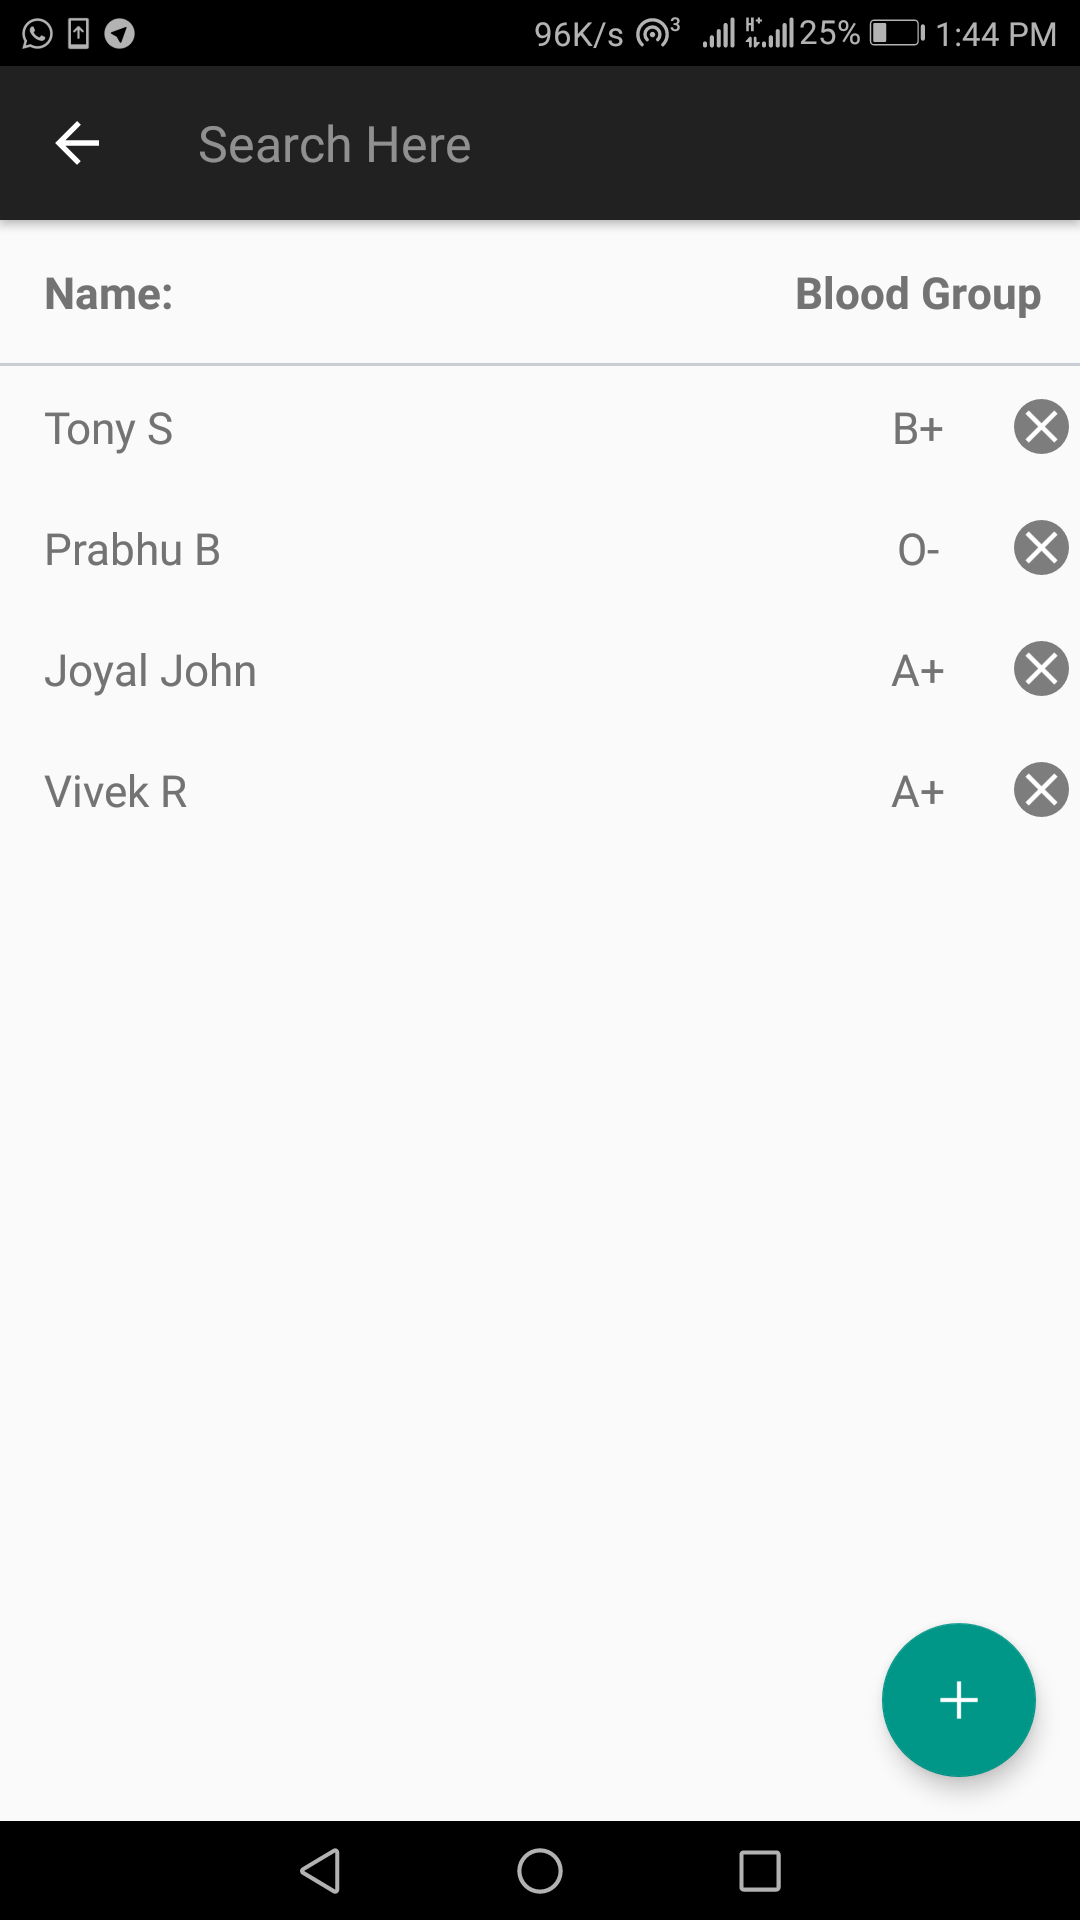 96K/s 3 H+ 25% 1:44 PM
Search Here
Name: Blood Group
Tony S B+
Prabhu B O-
Joyal John A+
Vivek R A+